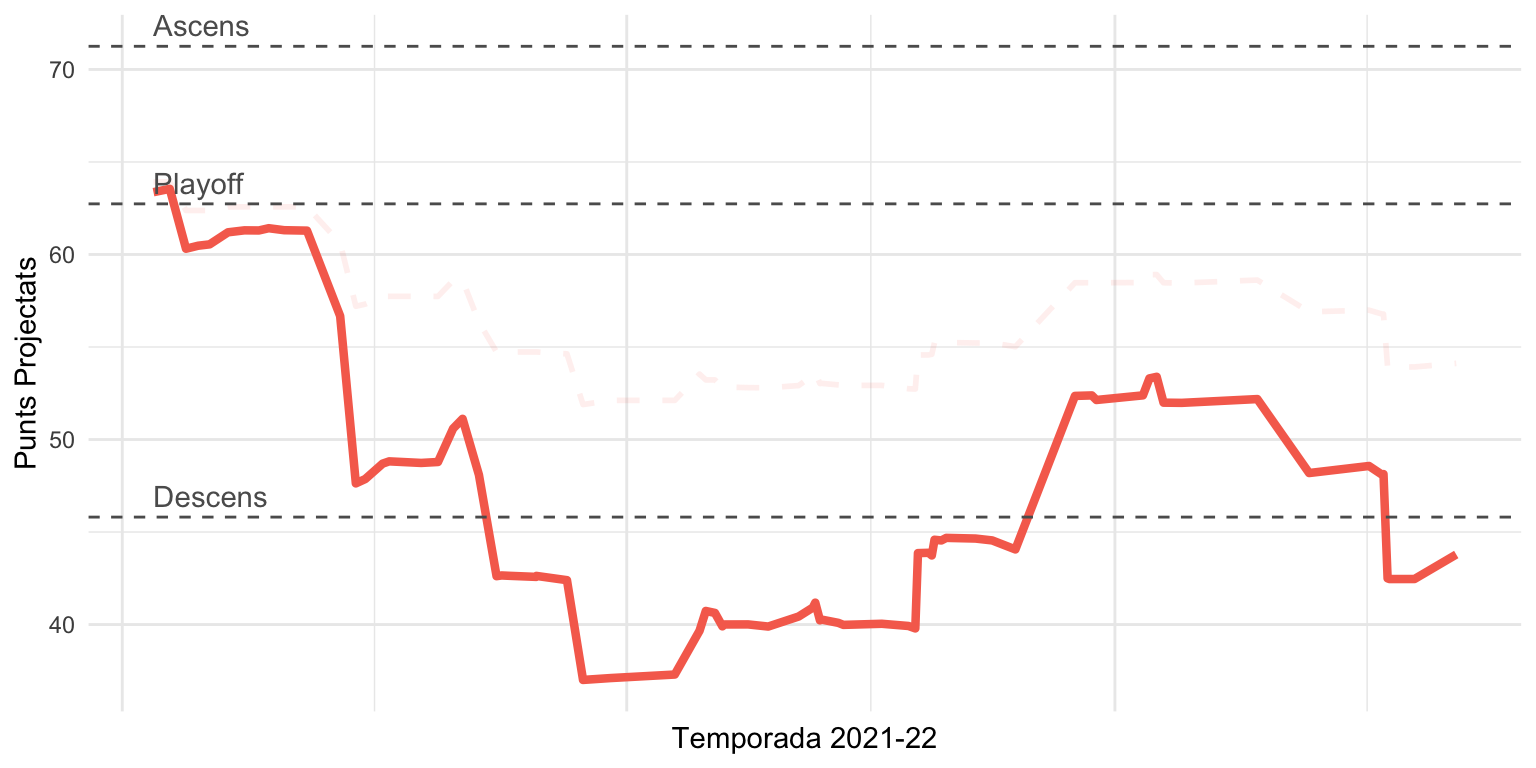 Ascens
70
Playoff
60
50
Descens
40
Punts Projectats
Temporada 2021-22